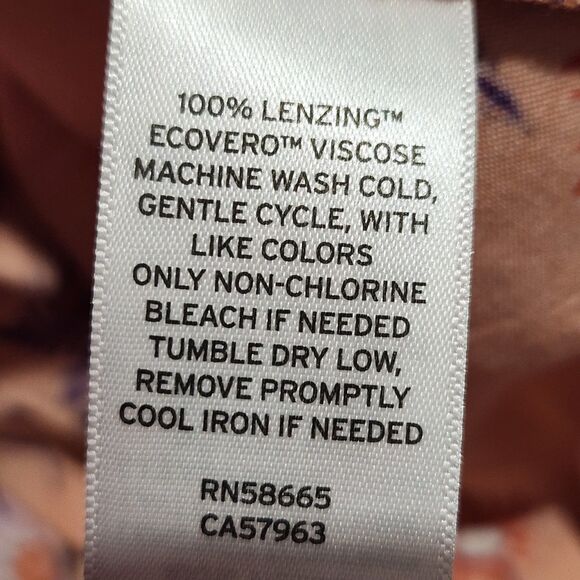 100% LENZING™
ECOVERO™ VISCOSE
MACHINE WASH COLD,
GENTLE CYCLE, WITH
LIKE COLORS
ONLY NON-CHLORINE
BLEACH IF NEEDED
TUMBLE DRY LOW,
REMOVE PROMPTLY
COOL IRON IF NEEDED
RN58665
CA57963